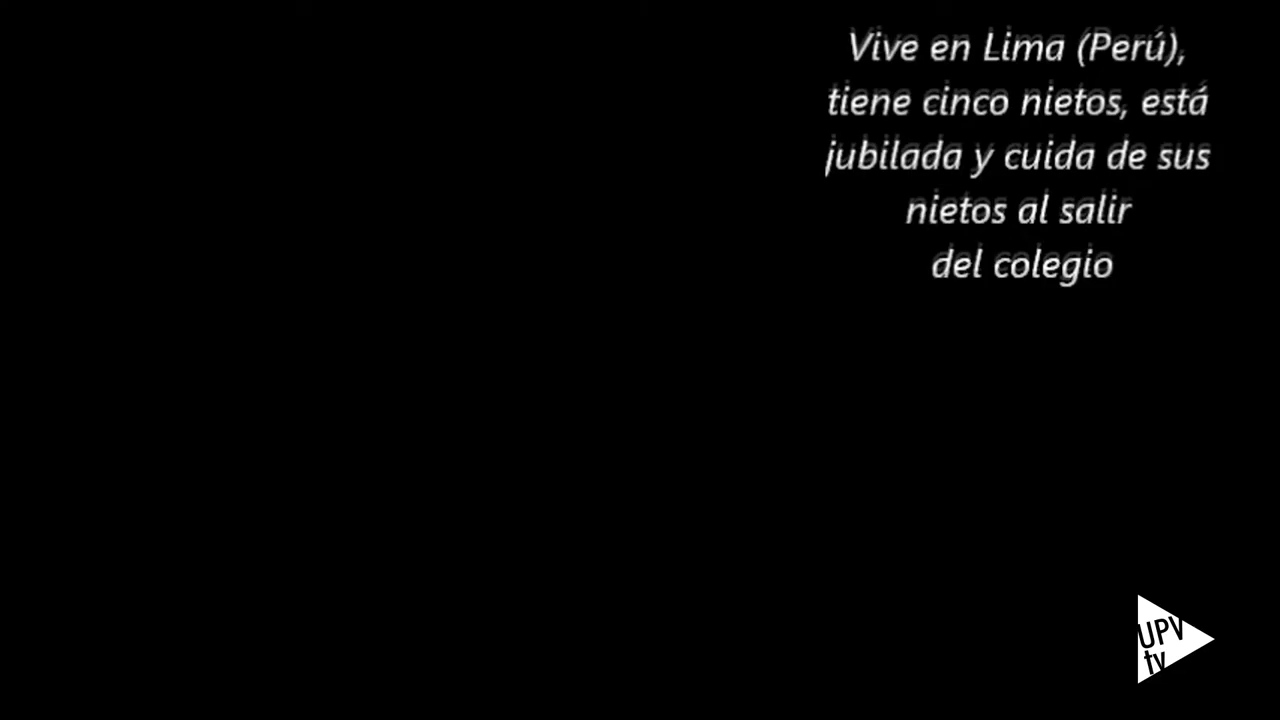 Vive en Lima (Perú),
tiene cinco nietos, está
jubilada y cuida de sus
nietos al salir
del colegio
UPV
tv